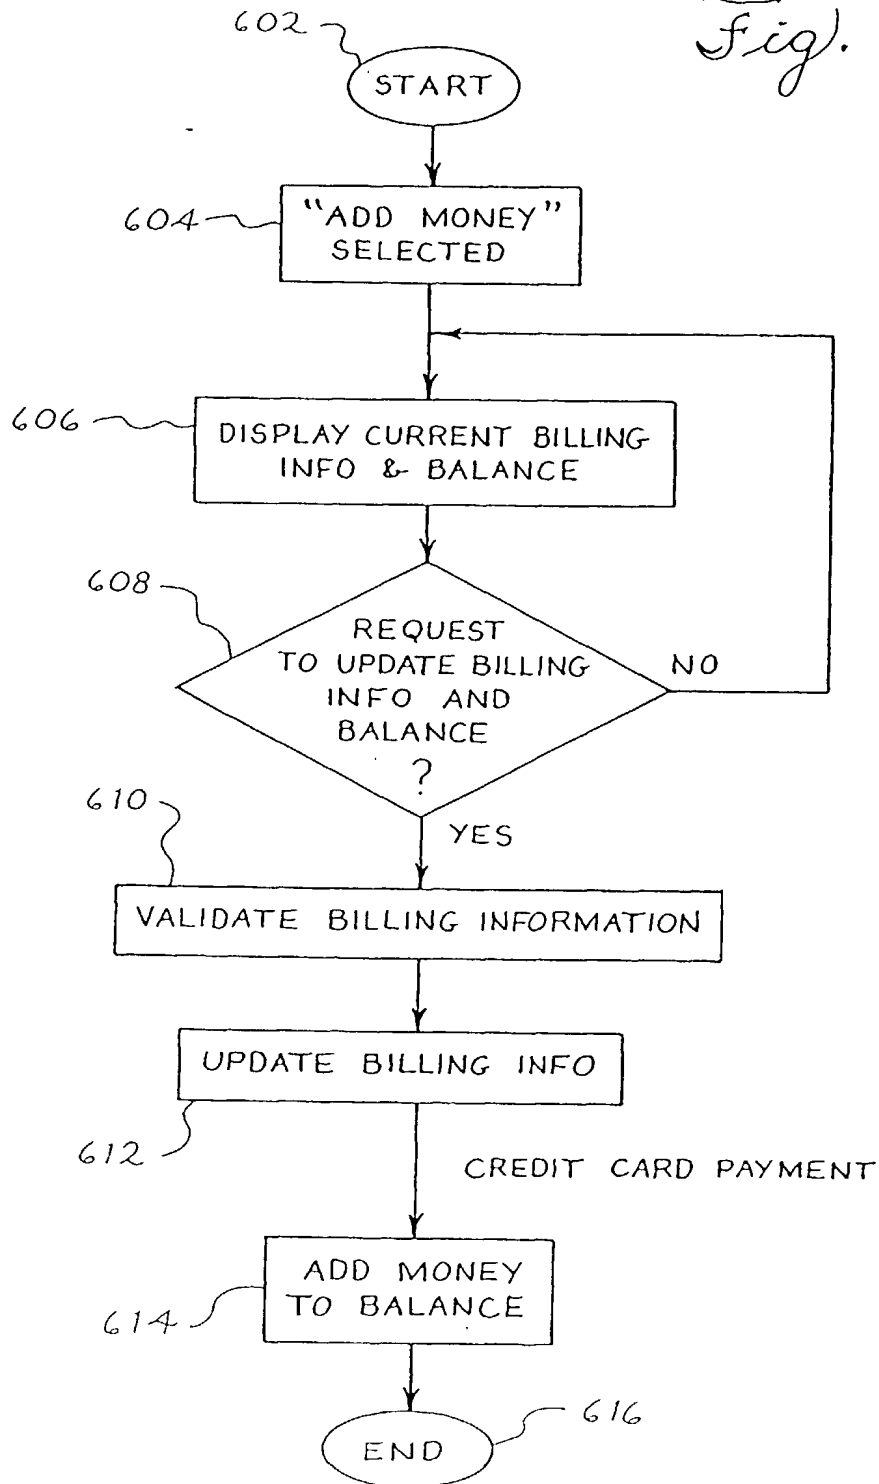 Fig.
602
START
604
"ADD MONEY"
SELECTED
606
DISPLAY CURRENT BILLING
INFO & BALANCE
608
REQUEST
TO UPDATE BILLING
INFO AND
BALANCE
?
NO
YES
610
VALIDATE BILLING INFORMATION
UPDATE BILLING INFO
612
CREDIT CARD PAYMENT
ADD MONEY
TO BALANCE
614
616
END